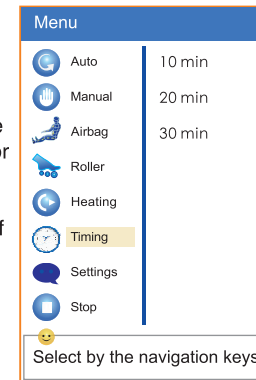 Menu
Auto
10 min
Manual
20 min
Airbag
30 min
Roller
Heating
Timing
Settings
Stop
Select by the navigation keys